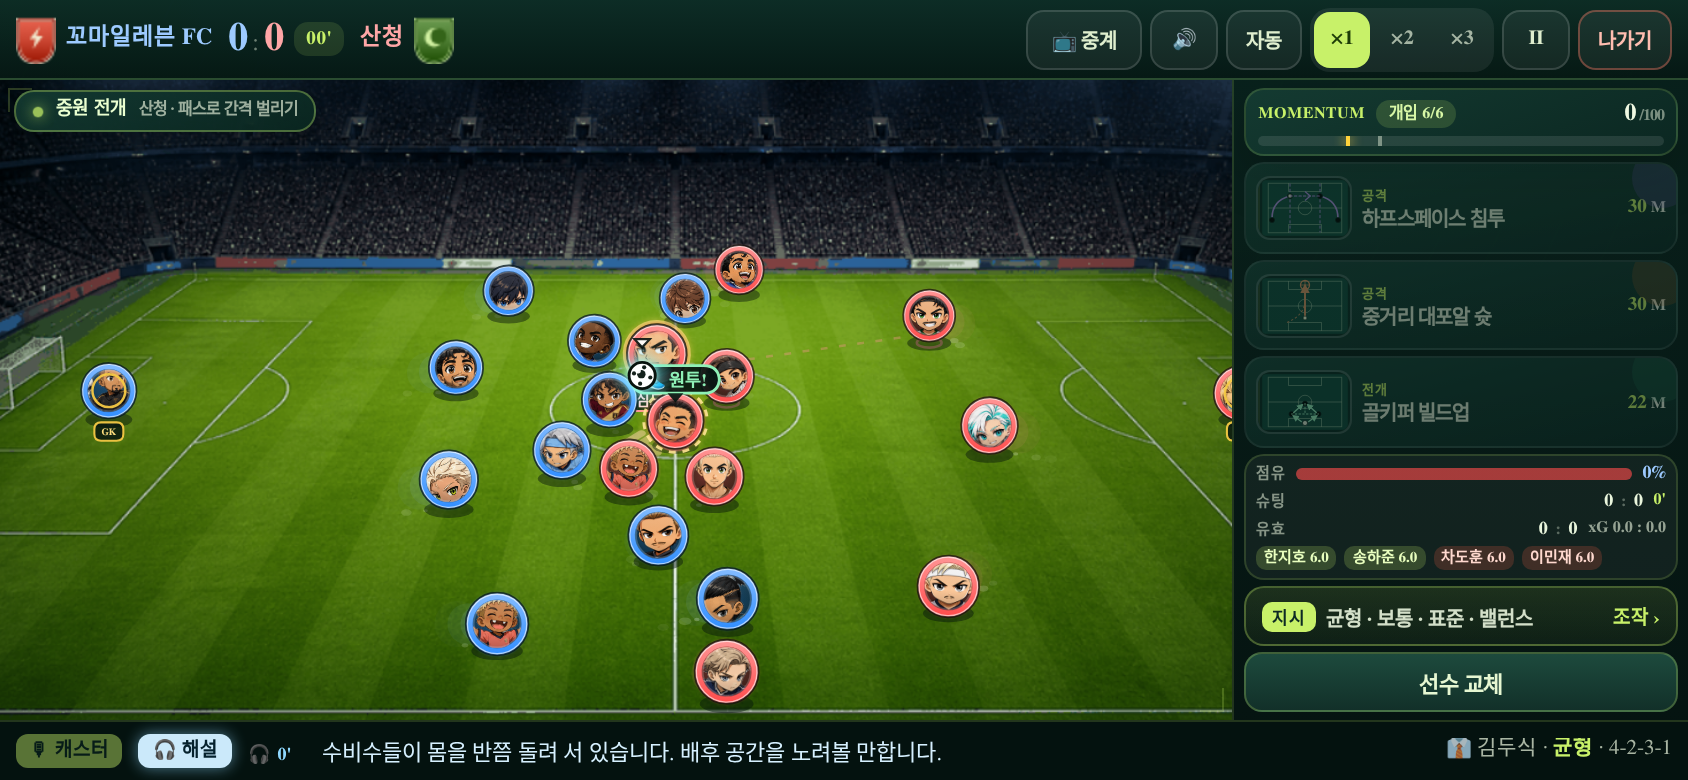 꼬마일레븐 FC 0 : 0 00' 산청
중계 자동 ×1 ×2 ×3 II 나가기
중원 전개 산청 · 패스로 간격 벌리기
원투!
GK
MOMENTUM 개입 6/6 0/100
공격
하프스페이스 침투
30 M
공격
중거리 대포알 슛
30 M
전개
골키퍼 빌드업
22 M
점유 0%
슈팅 0 : 0 0'
유효 0 : 0 xG 0.0 : 0.0
한지호 6.0 송하준 6.0 차도훈 6.0 이민재 6.0
지시 균형 · 보통 · 표준 · 밸런스 조작 ›
선수 교체
캐스터 해설 0' 수비수들이 몸을 반쯤 돌려 서 있습니다. 배후 공간을 노려볼 만합니다.
김두식 · 균형 · 4-2-3-1